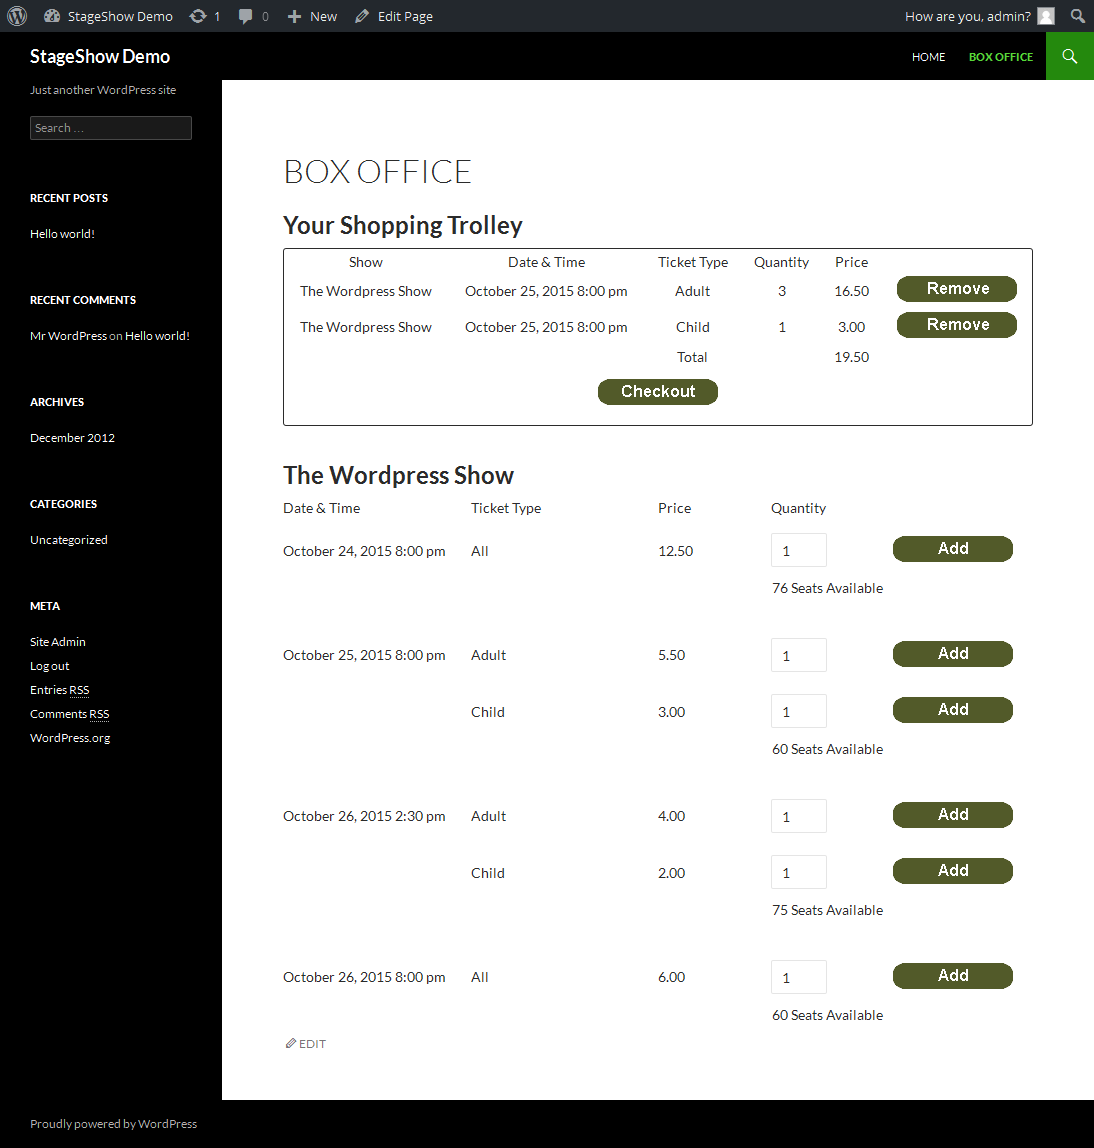 StageShow Demo 1 0 New Edit Page How are you, admin?
StageShow Demo HOME BOX OFFICE
Just another WordPress site
Search …
RECENT POSTS
Hello world!
RECENT COMMENTS
Mr WordPress on Hello world!
ARCHIVES
December 2012
CATEGORIES
Uncategorized
META
Site Admin
Log out
Entries RSS
Comments RSS
WordPress.org
BOX OFFICE
Your Shopping Trolley
Show Date & Time Ticket Type Quantity Price
The Wordpress Show October 25, 2015 8:00 pm Adult 3 16.50 Remove
The Wordpress Show October 25, 2015 8:00 pm Child 1 3.00 Remove
Total 19.50
Checkout
The Wordpress Show
Date & Time Ticket Type Price Quantity
October 24, 2015 8:00 pm All 12.50 1 Add
76 Seats Available
October 25, 2015 8:00 pm Adult 5.50 1 Add
Child 3.00 1 Add
60 Seats Available
October 26, 2015 2:30 pm Adult 4.00 1 Add
Child 2.00 1 Add
75 Seats Available
October 26, 2015 8:00 pm All 6.00 1 Add
60 Seats Available
EDIT
Proudly powered by WordPress